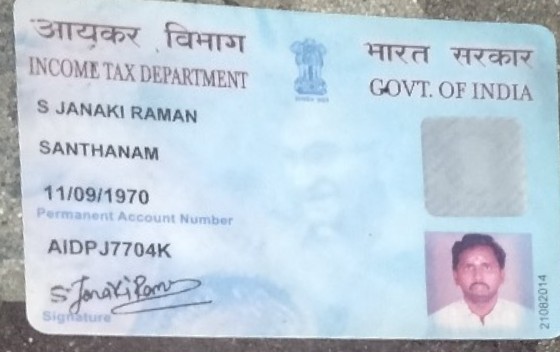 आयकर विभाग
INCOME TAX DEPARTMENT
भारत सरकार
GOVT. OF INDIA
S JANAKI RAMAN
SANTHANAM
11/09/1970
Permanent Account Number
AIDPJ7704K
S. Janaki Raman
Signature
21082014